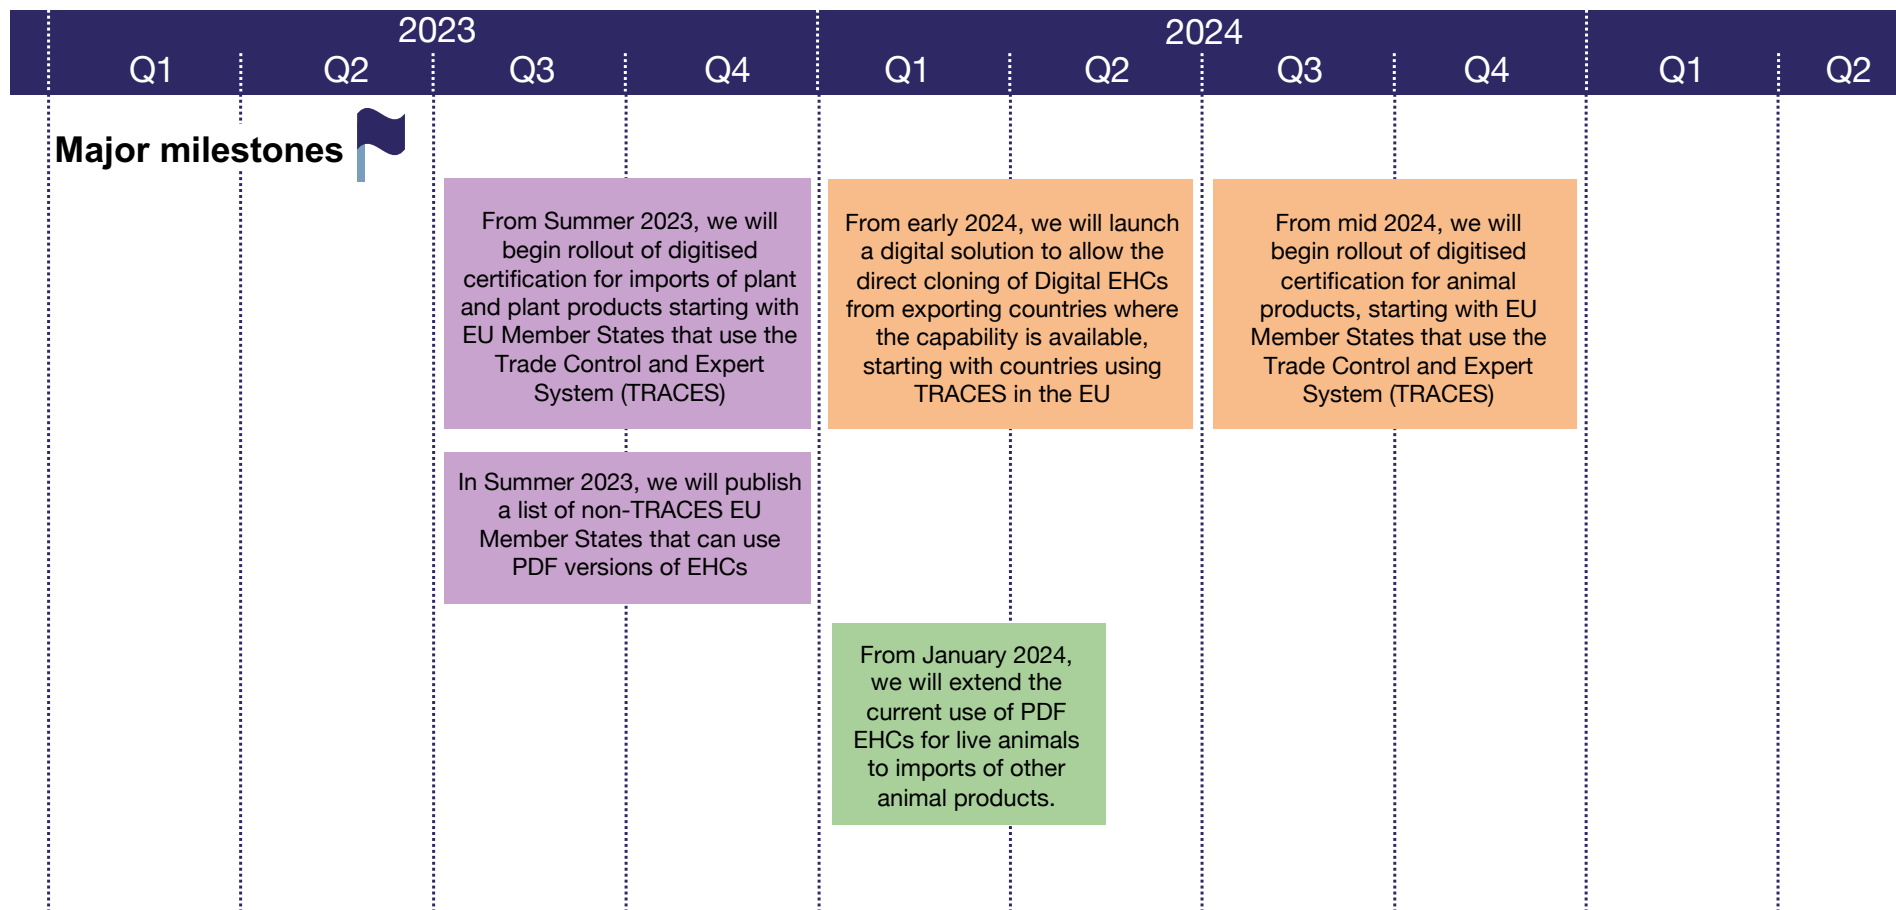 2023
2024
Q1 Q2 Q3 Q4 Q1 Q2 Q3 Q4 Q1 Q2
Major milestones
From Summer 2023, we will
begin rollout of digitised
certification for imports of plant
and plant products starting with
EU Member States that use the
Trade Control and Expert
System (TRACES)
From early 2024, we will launch
a digital solution to allow the
direct cloning of Digital EHCs
from exporting countries where
the capability is available,
starting with countries using
TRACES in the EU
From mid 2024, we will
begin rollout of digitised
certification for animal
products, starting with EU
Member States that use the
Trade Control and Expert
System (TRACES)
In Summer 2023, we will publish
a list of non-TRACES EU
Member States that can use
PDF versions of EHCs
From January 2024,
we will extend the
current use of PDF
EHCs for live animals
to imports of other
animal products.